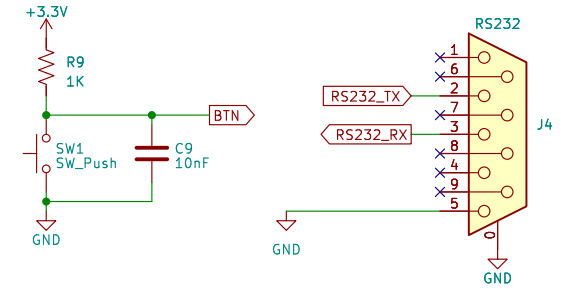 +3.3V
R9
1K
BTN
SW1
SW_Push
C9
10nF
GND
RS232
1
6
RS232_TX
2
7
RS232_RX
3
J4
8
4
9
5
GND
0
GND